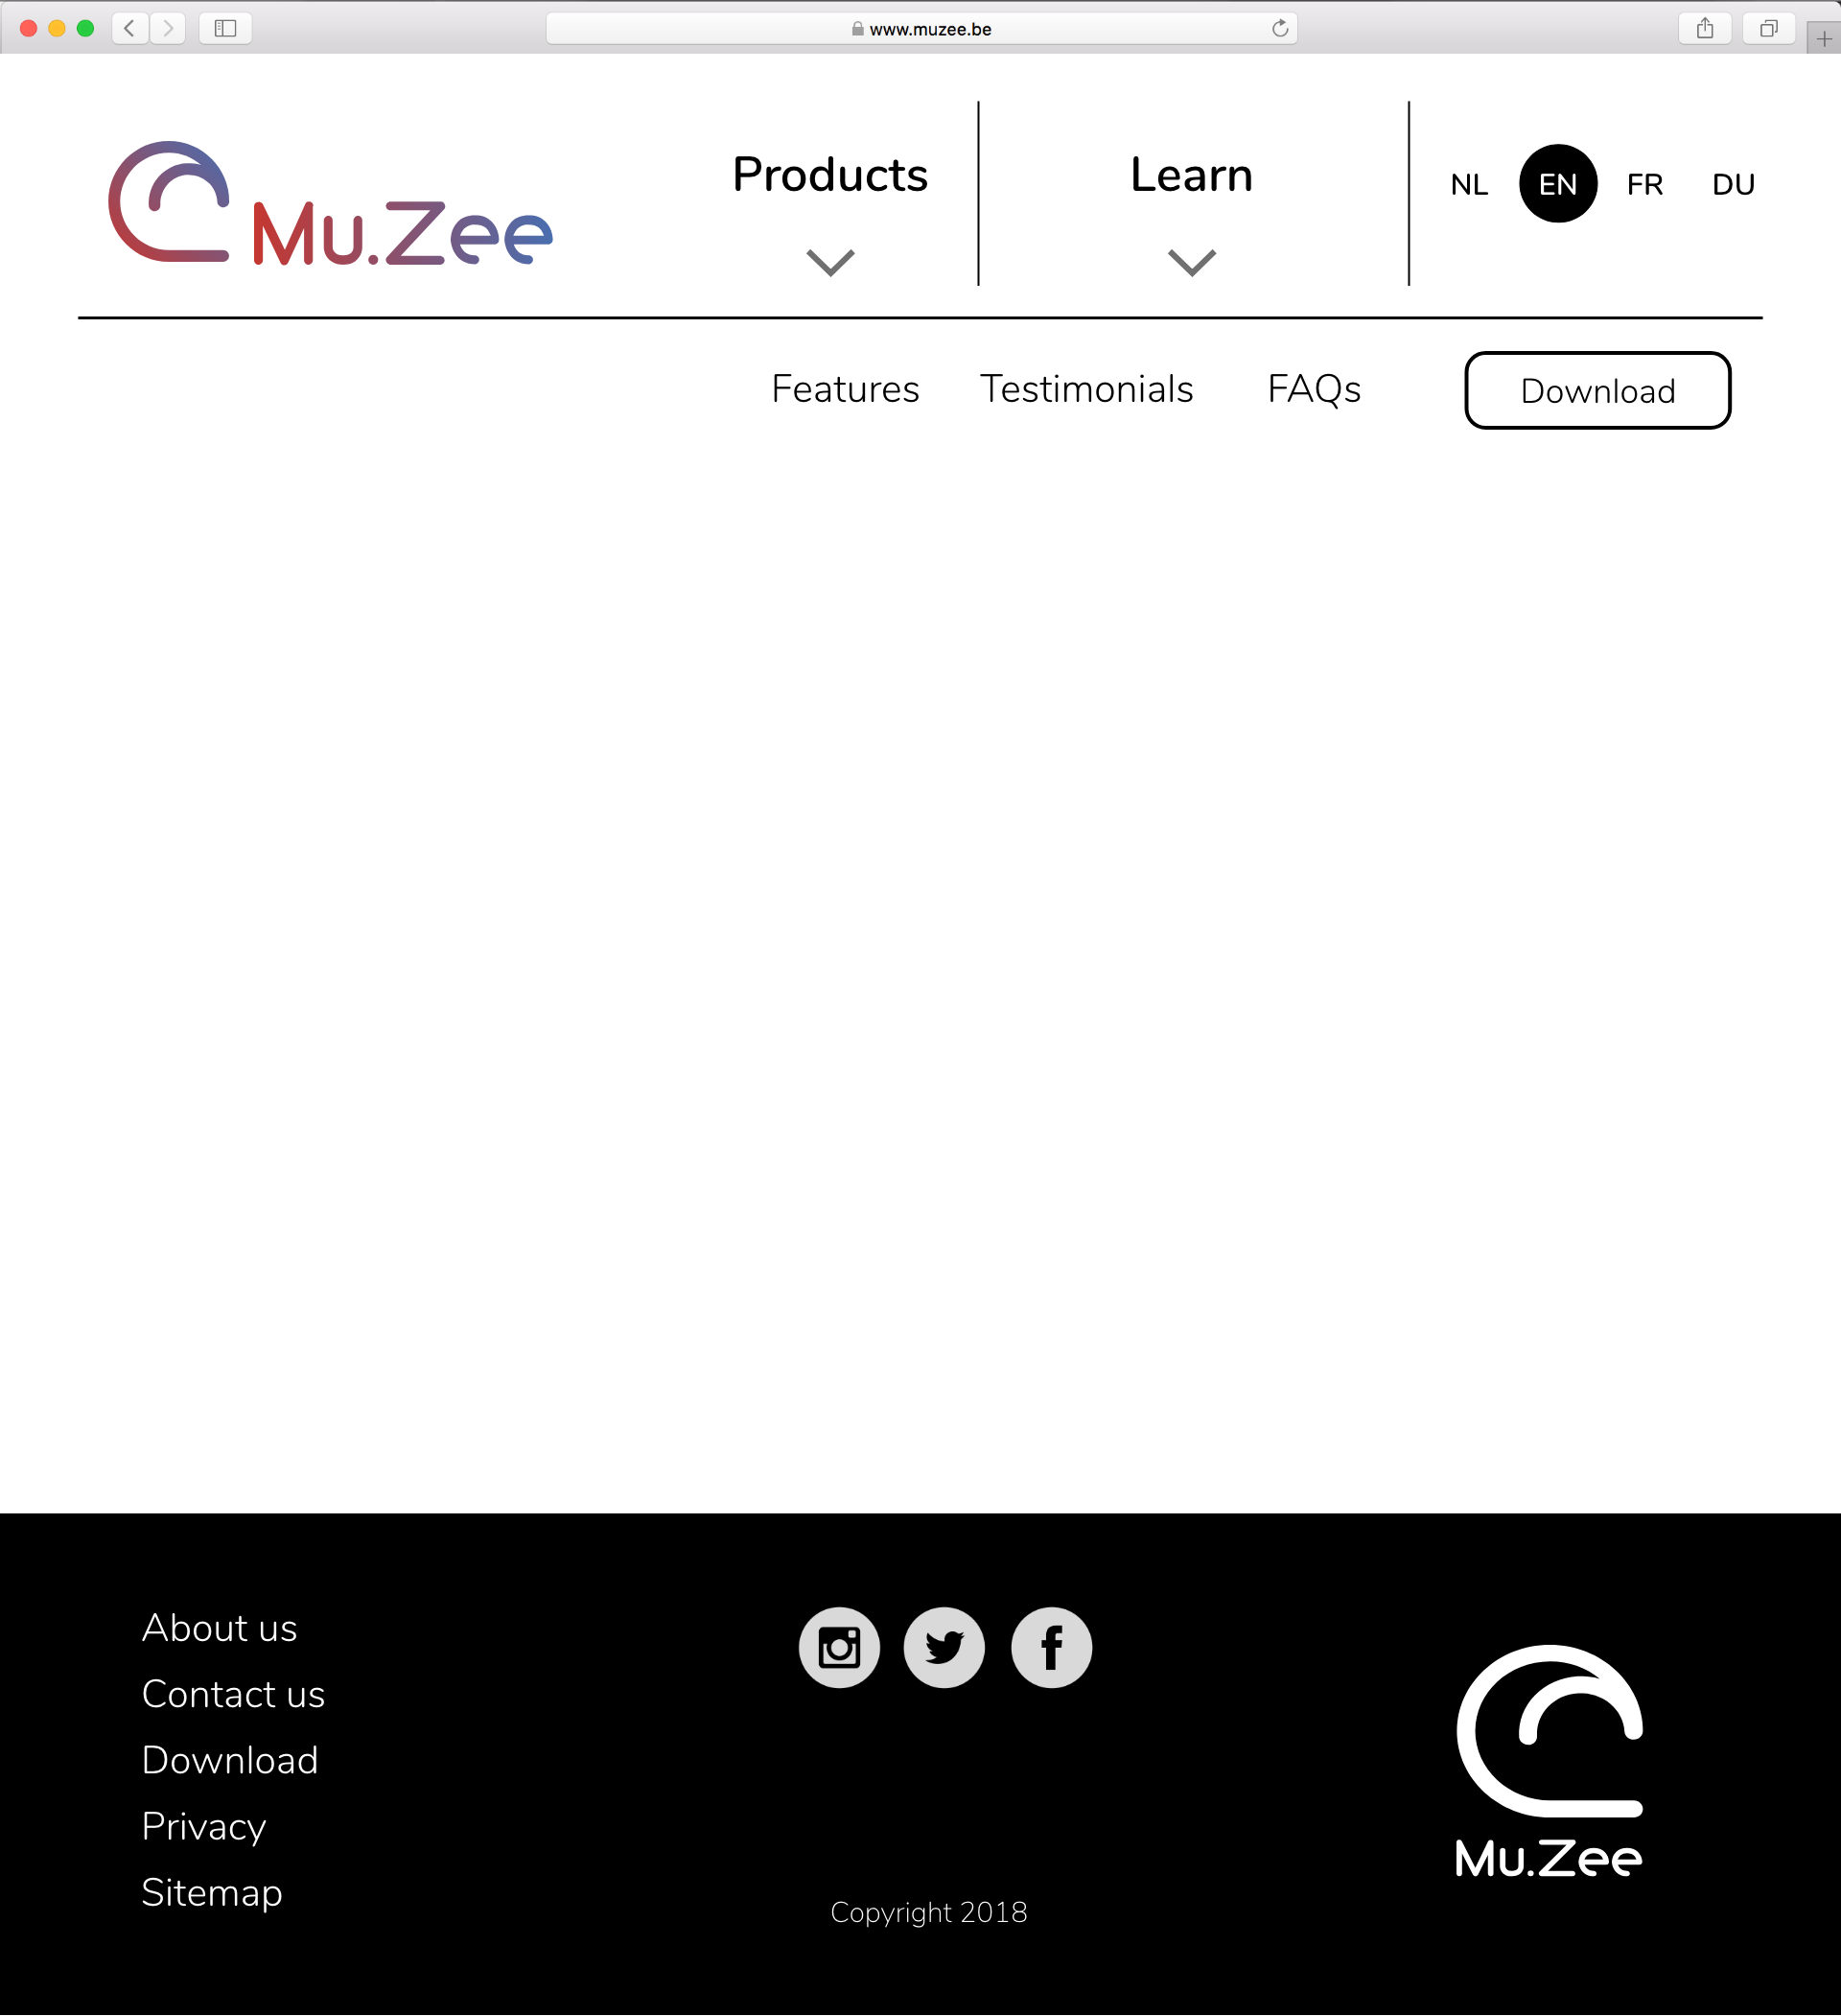 www.muzee.be
Mu.Zee
Products
Learn
NL EN FR DU
Features Testimonials FAQs Download
About us
Contact us
Download
Privacy
Sitemap
Copyright 2018
Mu.Zee